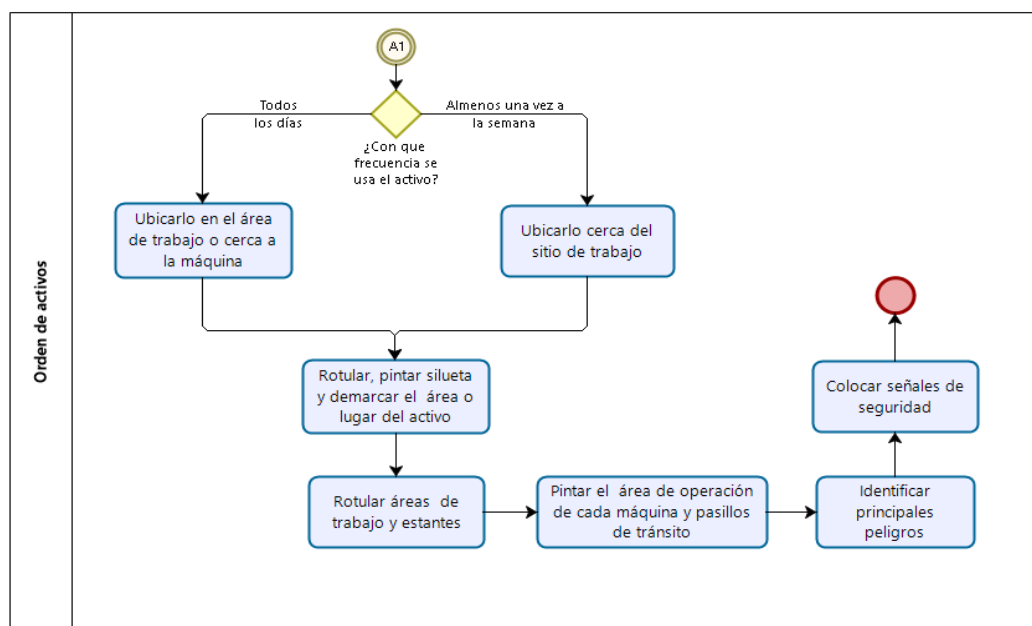 Orden de activos
A1
Todos
los días
Almenos una vez a
la semana
¿Con que
frecuencia se
usa el activo?
Ubicarlo en el área
de trabajo o cerca a
la máquina
Ubicarlo cerca del
sitio de trabajo
Rotular, pintar silueta
y demarcar el área o
lugar del activo
Rotular áreas de
trabajo y estantes
Pintar el área de operación
de cada máquina y pasillos
de tránsito
Identificar
principales
peligros
Colocar señales de
seguridad